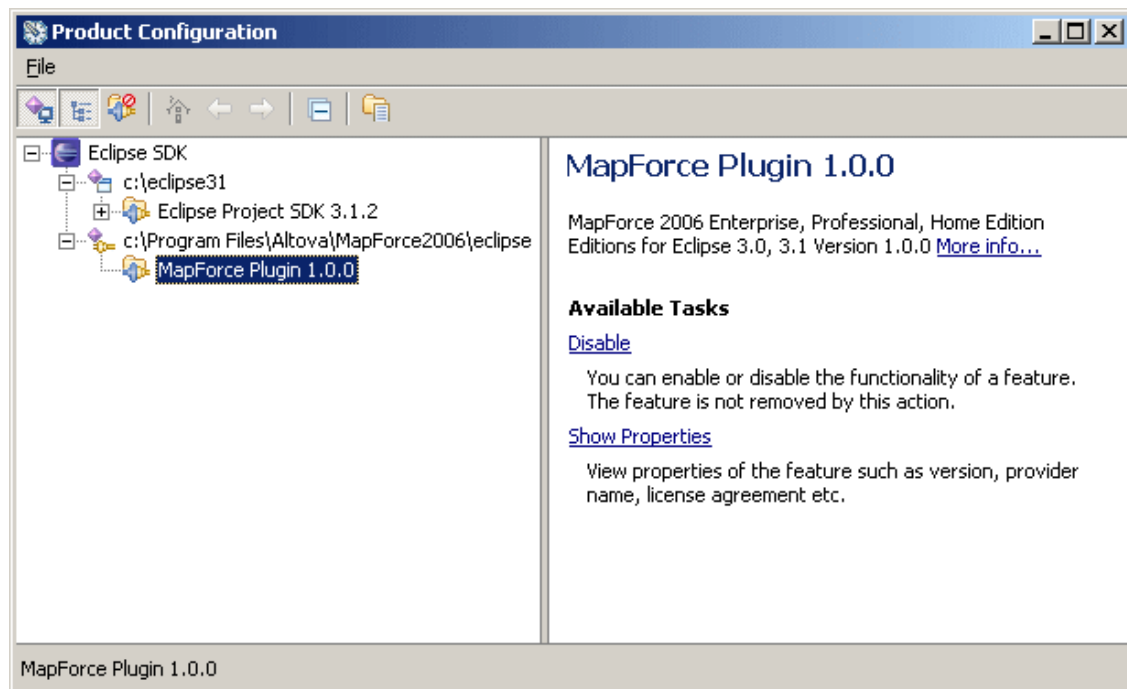 Product Configuration
File
Eclipse SDK
c:\eclipse31
Eclipse Project SDK 3.1.2
c:\Program Files\Altova\MapForce2006\eclipse
MapForce Plugin 1.0.0
MapForce Plugin 1.0.0
MapForce 2006 Enterprise, Professional, Home Edition
Editions for Eclipse 3.0, 3.1 Version 1.0.0 More info...
Available Tasks
Disable
You can enable or disable the functionality of a feature.
The feature is not removed by this action.
Show Properties
View properties of the feature such as version, provider
name, license agreement etc.
MapForce Plugin 1.0.0